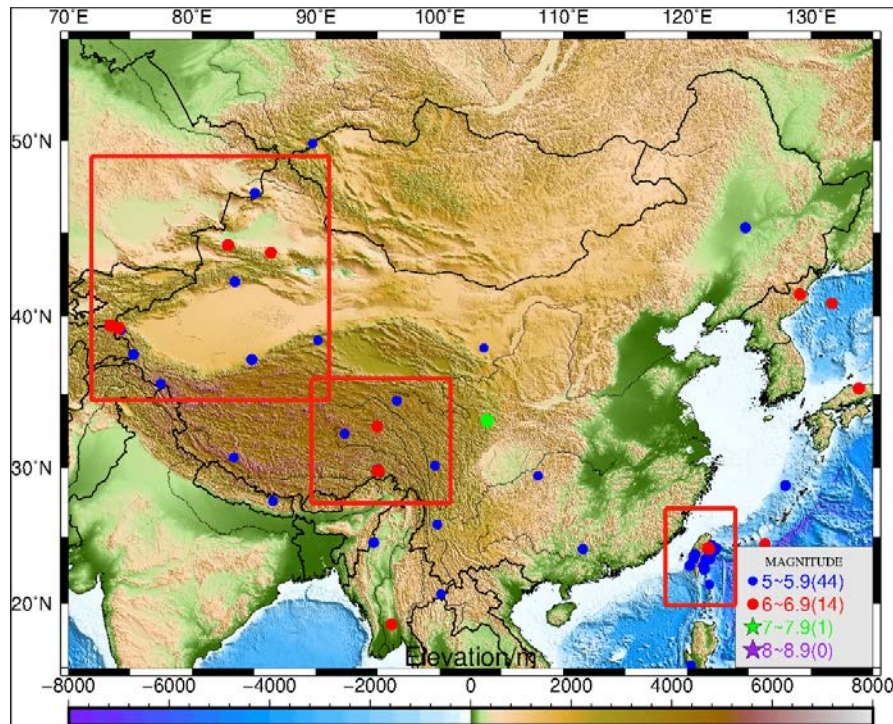 70˚E 80˚E 90˚E 100˚E 110˚E 120˚E 130˚E
50˚N
40˚N
30˚N
20˚N
MAGNITUDE
5~5.9(44)
6~6.9(14)
7~7.9(1)
8~8.9(0)
Elevation/m
−8000 −6000 −4000 −2000 0 2000 4000 6000 8000